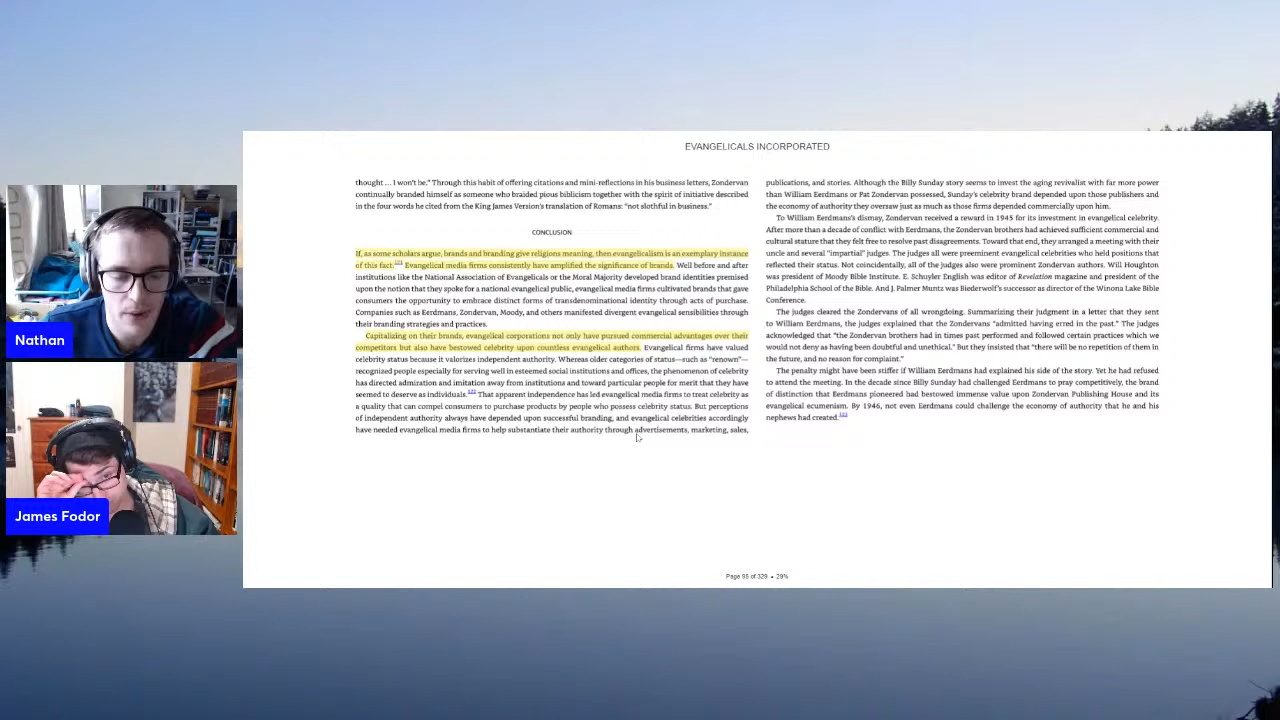 EVANGELICALS INCORPORATED
thought ... I won't be." Through this habit of offering citations and mini-reflections in his business letters, Zondervan
continually branded himself as someone who braided pious biblicism together with the spirit of initiative described
in the four words he cited from the King James Version's translation of Romans: "not slothful in business."
CONCLUSION
If, as some scholars argue, brands and branding give religions meaning, then evangelicalism is an exemplary instance
of this fact.121 Evangelical media firms consistently have amplified the significance of brands. Well before and after
institutions like the National Association of Evangelicals or the Moral Majority developed brand identities premised
upon the notion that they spoke for a national evangelical public, evangelical media firms cultivated brands that gave
consumers the opportunity to embrace distinct forms of transdenominational identity through acts of purchase.
Companies such as Eerdmans, Zondervan, Moody, and others manifested divergent evangelical sensibilities through
their branding strategies and practices.
Capitalizing on their brands, evangelical corporations not only have pursued commercial advantages over their
competitors but also have bestowed celebrity upon countless evangelical authors. Evangelical firms have valued
celebrity status because it valorizes independent authority. Whereas older categories of status—such as "renown"—
recognized people especially for serving well in esteemed social institutions and offices, the phenomenon of celebrity
has directed admiration and imitation away from institutions and toward particular people for merit that they have
seemed to deserve as individuals.122 That apparent independence has led evangelical media firms to treat celebrity as
a quality that can compel consumers to purchase products by people who possess celebrity status. But perceptions
of independent authority always have depended upon successful branding, and evangelical celebrities accordingly
have needed evangelical media firms to help substantiate their authority through advertisements, marketing, sales,
publications, and stories. Although the Billy Sunday story seems to invest the aging revivalist with far more power
than William Eerdmans or Pat Zondervan possessed, Sunday's celebrity brand depended upon those publishers and
the economy of authority they oversaw just as much as those firms depended commercially upon him.
To William Eerdmans's dismay, Zondervan received a reward in 1945 for its investment in evangelical celebrity.
After more than a decade of conflict with Eerdmans, the Zondervan brothers had achieved sufficient commercial and
cultural stature that they felt free to resolve past disagreements. Toward that end, they arranged a meeting with their
uncle and several "impartial" judges. The judges all were preeminent evangelical celebrities who held positions that
reflected their status. Not coincidentally, all of the judges also were prominent Zondervan authors. Will Houghton
was president of Moody Bible Institute. E. Schuyler English was editor of Revelation magazine and president of the
Philadelphia School of the Bible. And J. Palmer Muntz was Biederwolf's successor as director of the Winona Lake Bible
Conference.
The judges cleared the Zondervans of all wrongdoing. Summarizing their judgment in a letter that they sent
to William Eerdmans, the judges explained that the Zondervans "admitted having erred in the past." The judges
acknowledged that "the Zondervan brothers had in times past performed and followed certain practices which we
would not deny as having been doubtful and unethical." But they insisted that "there will be no repetition of them in
the future, and no reason for complaint."
The penalty might have been stiffer if William Eerdmans had explained his side of the story. Yet he had refused
to attend the meeting. In the decade since Billy Sunday had challenged Eerdmans to pray competitively, the brand
of distinction that Eerdmans pioneered had bestowed immense value upon Zondervan Publishing House and its
evangelical ecumenism. By 1946, not even Eerdmans could challenge the economy of authority that he and his
nephews had created.123
Page 95 of 329 • 29%
Nathan
James Fodor